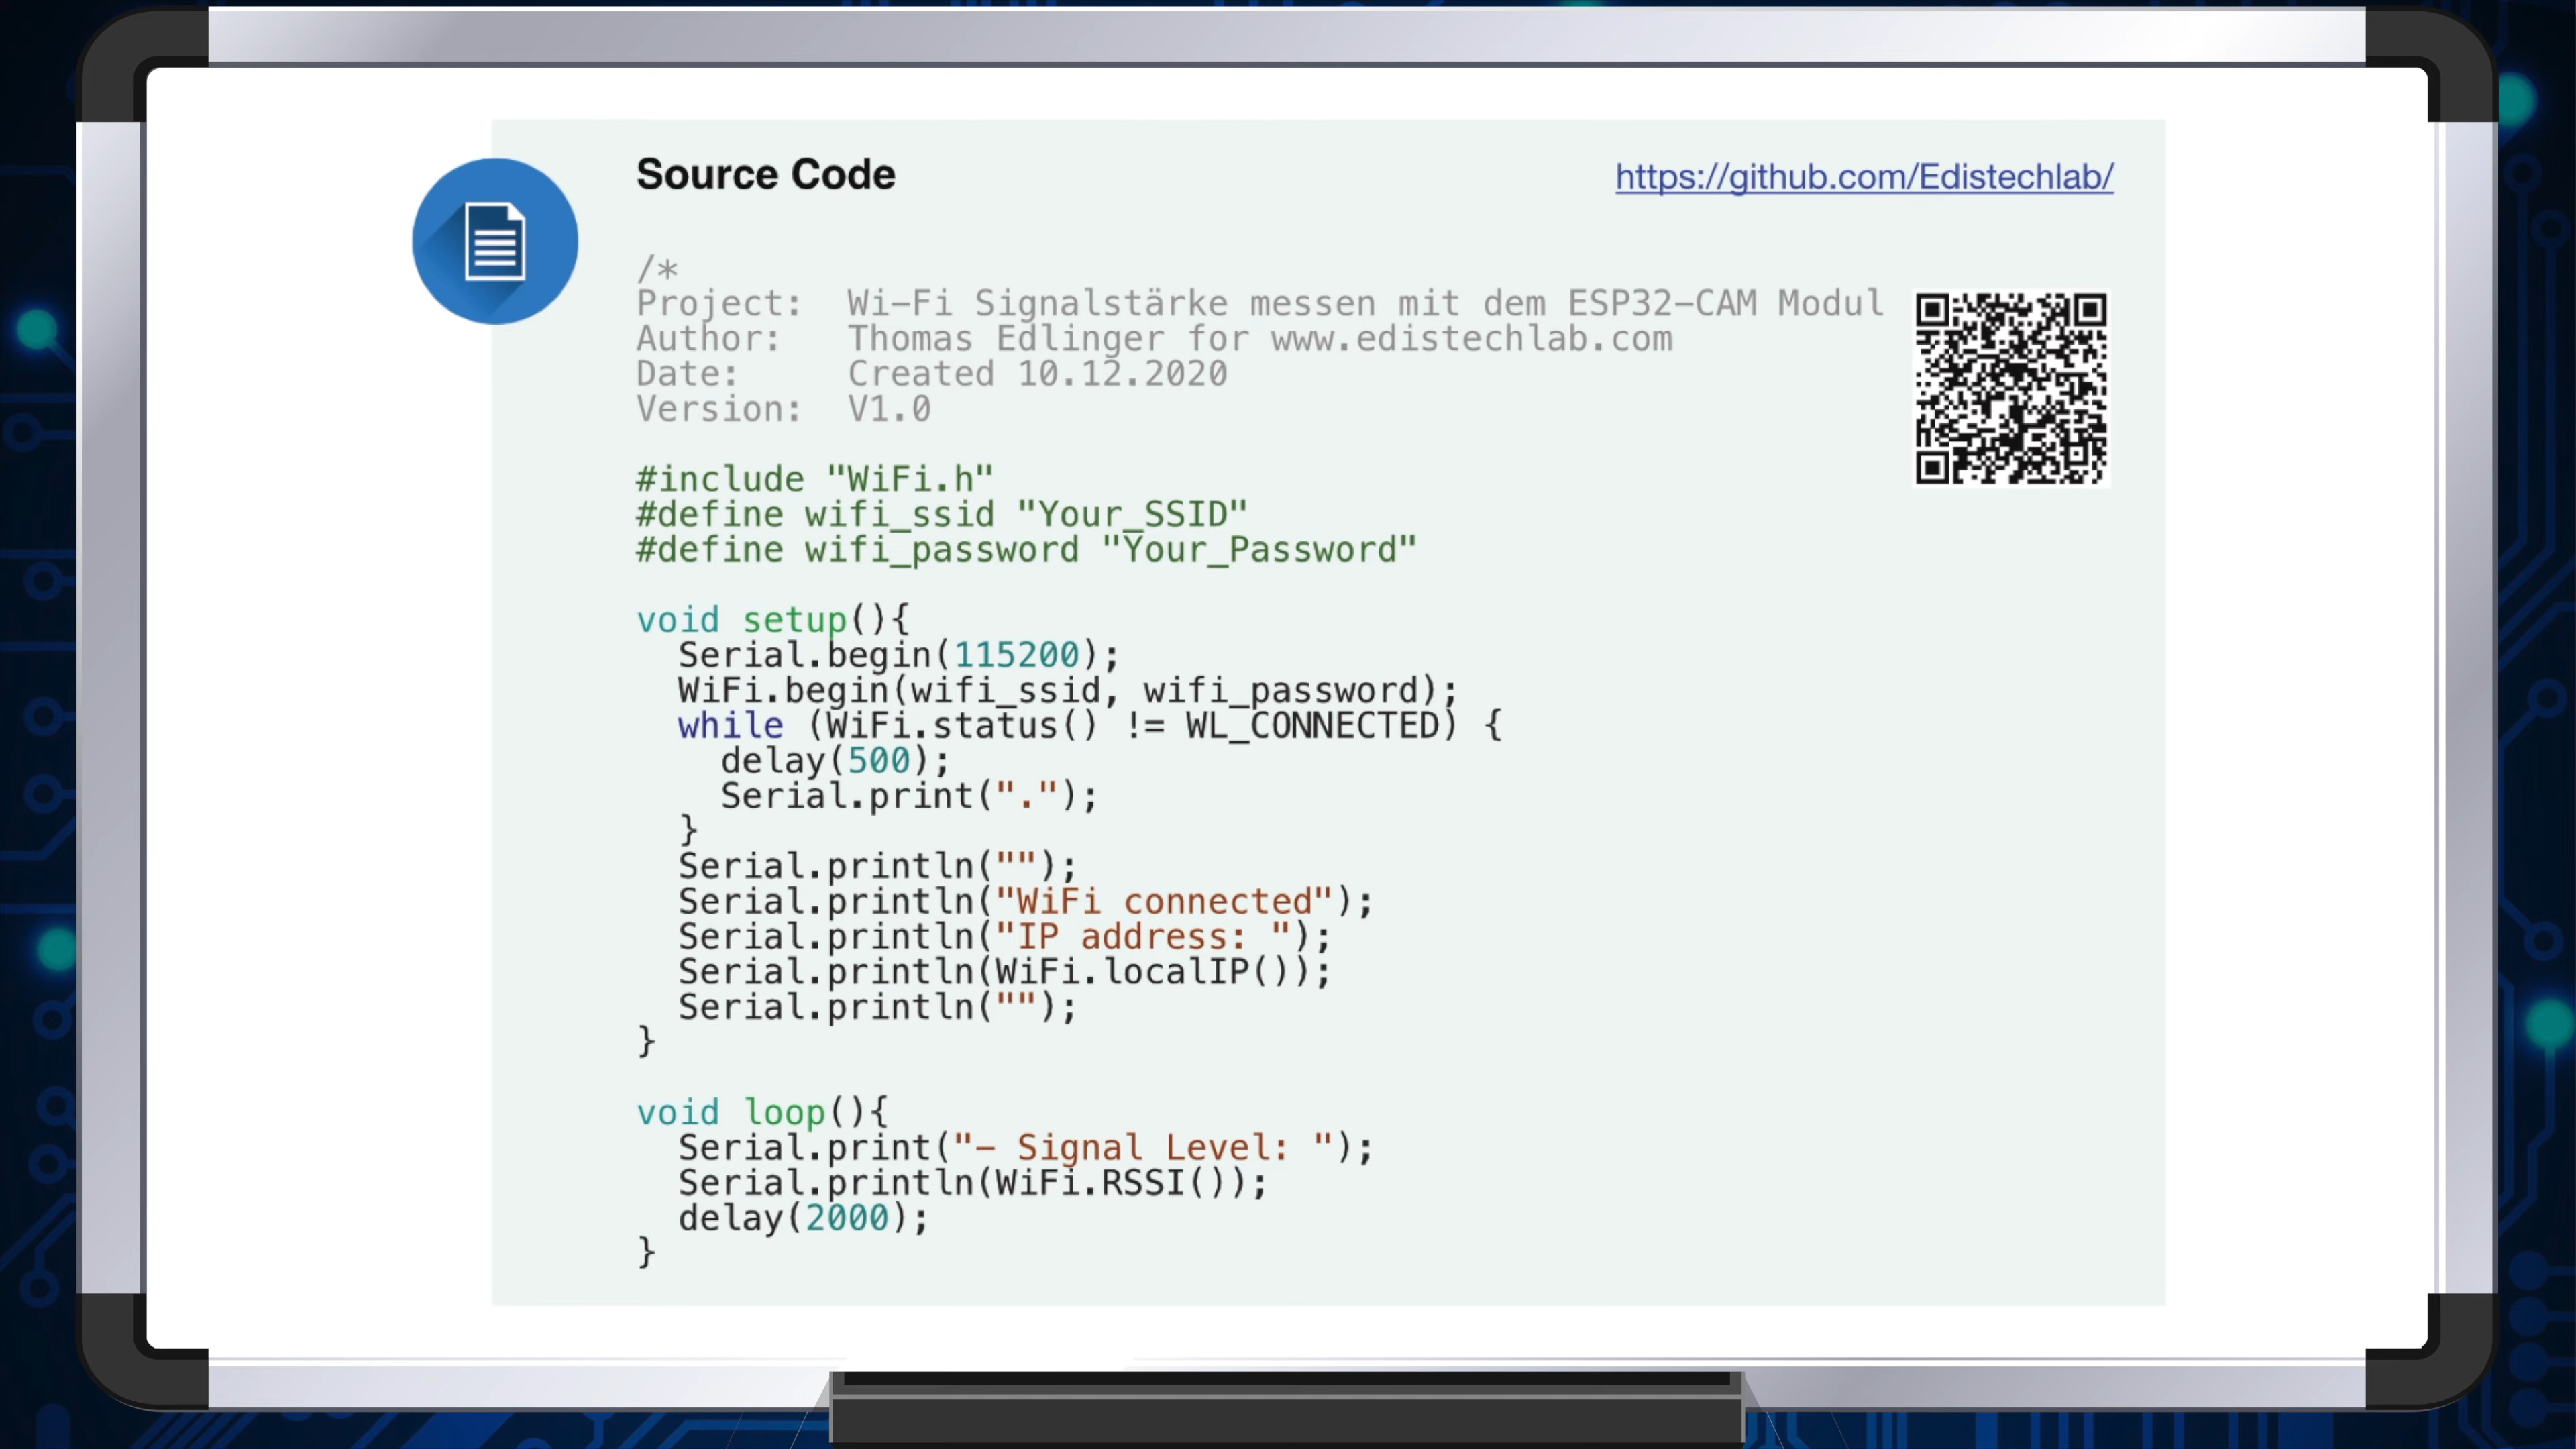 Source Code
https://github.com/Edistechlab/
/*
Project:  Wi-Fi Signalstärke messen mit dem ESP32-CAM Modul
Author:   Thomas Edlinger for www.edistechlab.com
Date:     Created 10.12.2020
Version:  V1.0
#include "WiFi.h"
#define wifi_ssid "Your_SSID"
#define wifi_password "Your_Password"
void setup(){
  Serial.begin(115200);
  WiFi.begin(wifi_ssid, wifi_password);
  while (WiFi.status() != WL_CONNECTED) {
    delay(500);
    Serial.print(".");
  }
  Serial.println("");
  Serial.println("WiFi connected");
  Serial.println("IP address: ");
  Serial.println(WiFi.localIP());
  Serial.println("");
}
void loop(){
  Serial.print("- Signal Level: ");
  Serial.println(WiFi.RSSI());
  delay(2000);
}